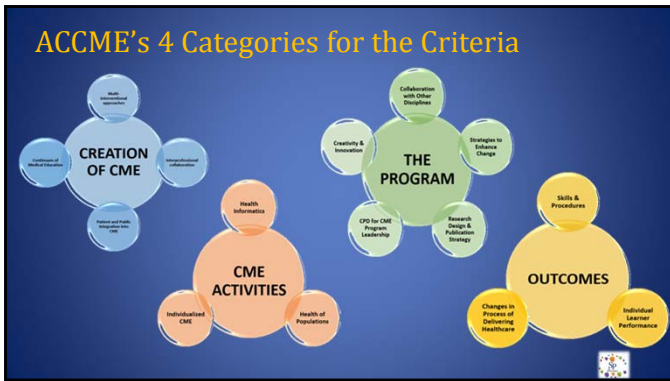 ACCME's 4 Categories for the Criteria
Multi-
interventional
approaches
Continuum of
Medical Education
CREATION
OF CME
Interprofessional
collaboration
Patient and Public
Integration into
CME
Health
Informatics
CME
ACTIVITIES
Individualized
CME
Health of
Populations
Collaboration
with Other
Disciplines
Creativity &
Innovation
Strategies to
Enhance
Change
THE
PROGRAM
CPD for CME
Program
Leadership
Research
Design &
Publication
Strategy
Skills &
Procedures
OUTCOMES
Changes in
Process of
Delivering
Healthcare
Individual
Learner
Performance